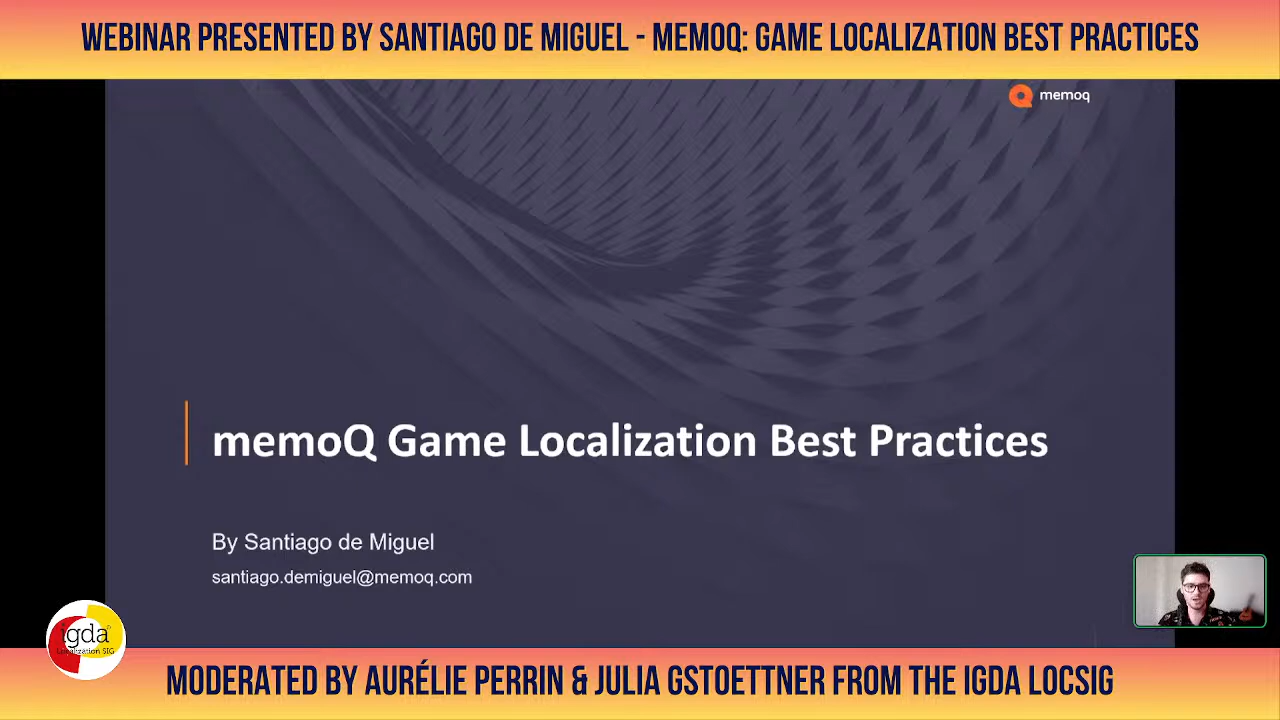 WEBINAR PRESENTED BY SANTIAGO DE MIGUEL - MEMOQ: GAME LOCALIZATION BEST PRACTICES
memoq
memoQ Game Localization Best Practices
By Santiago de Miguel
santiago.demiguel@memoq.com
igda
Localization SIG
MODERATED BY AURÉLIE PERRIN & JULIA GSTOETTNER FROM THE IGDA LOCSIG